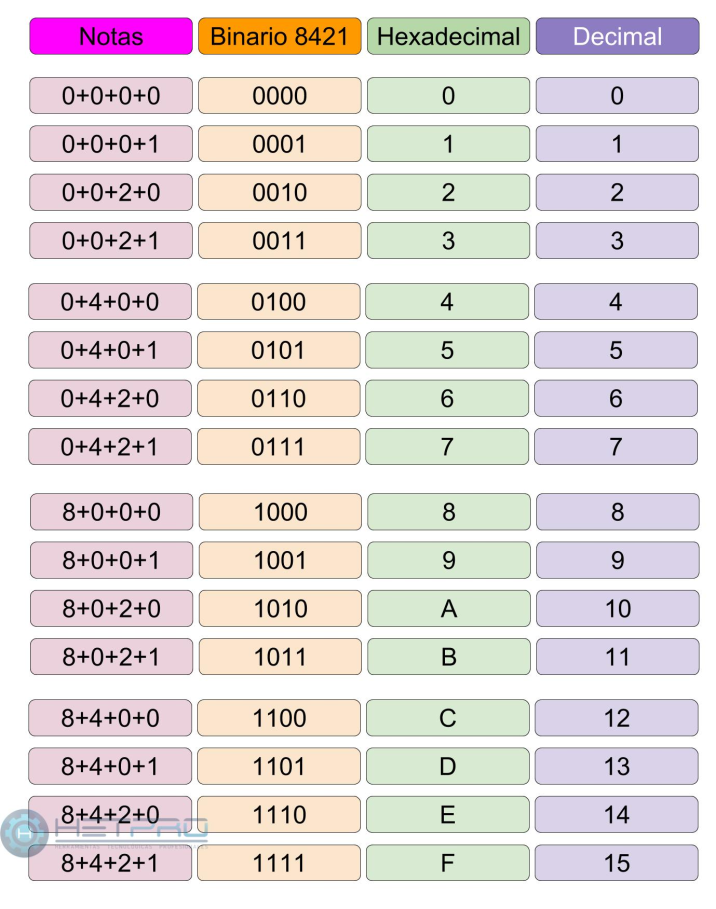 Notas Binario 8421 Hexadecimal Decimal
0+0+0+0 0000 0 0
0+0+0+1 0001 1 1
0+0+2+0 0010 2 2
0+0+2+1 0011 3 3
0+4+0+0 0100 4 4
0+4+0+1 0101 5 5
0+4+2+0 0110 6 6
0+4+2+1 0111 7 7
8+0+0+0 1000 8 8
8+0+0+1 1001 9 9
8+0+2+0 1010 A 10
8+0+2+1 1011 B 11
8+4+0+0 1100 C 12
8+4+0+1 1101 D 13
8+4+2+0 1110 E 14
HETPRO
8+4+2+1 1111 F 15